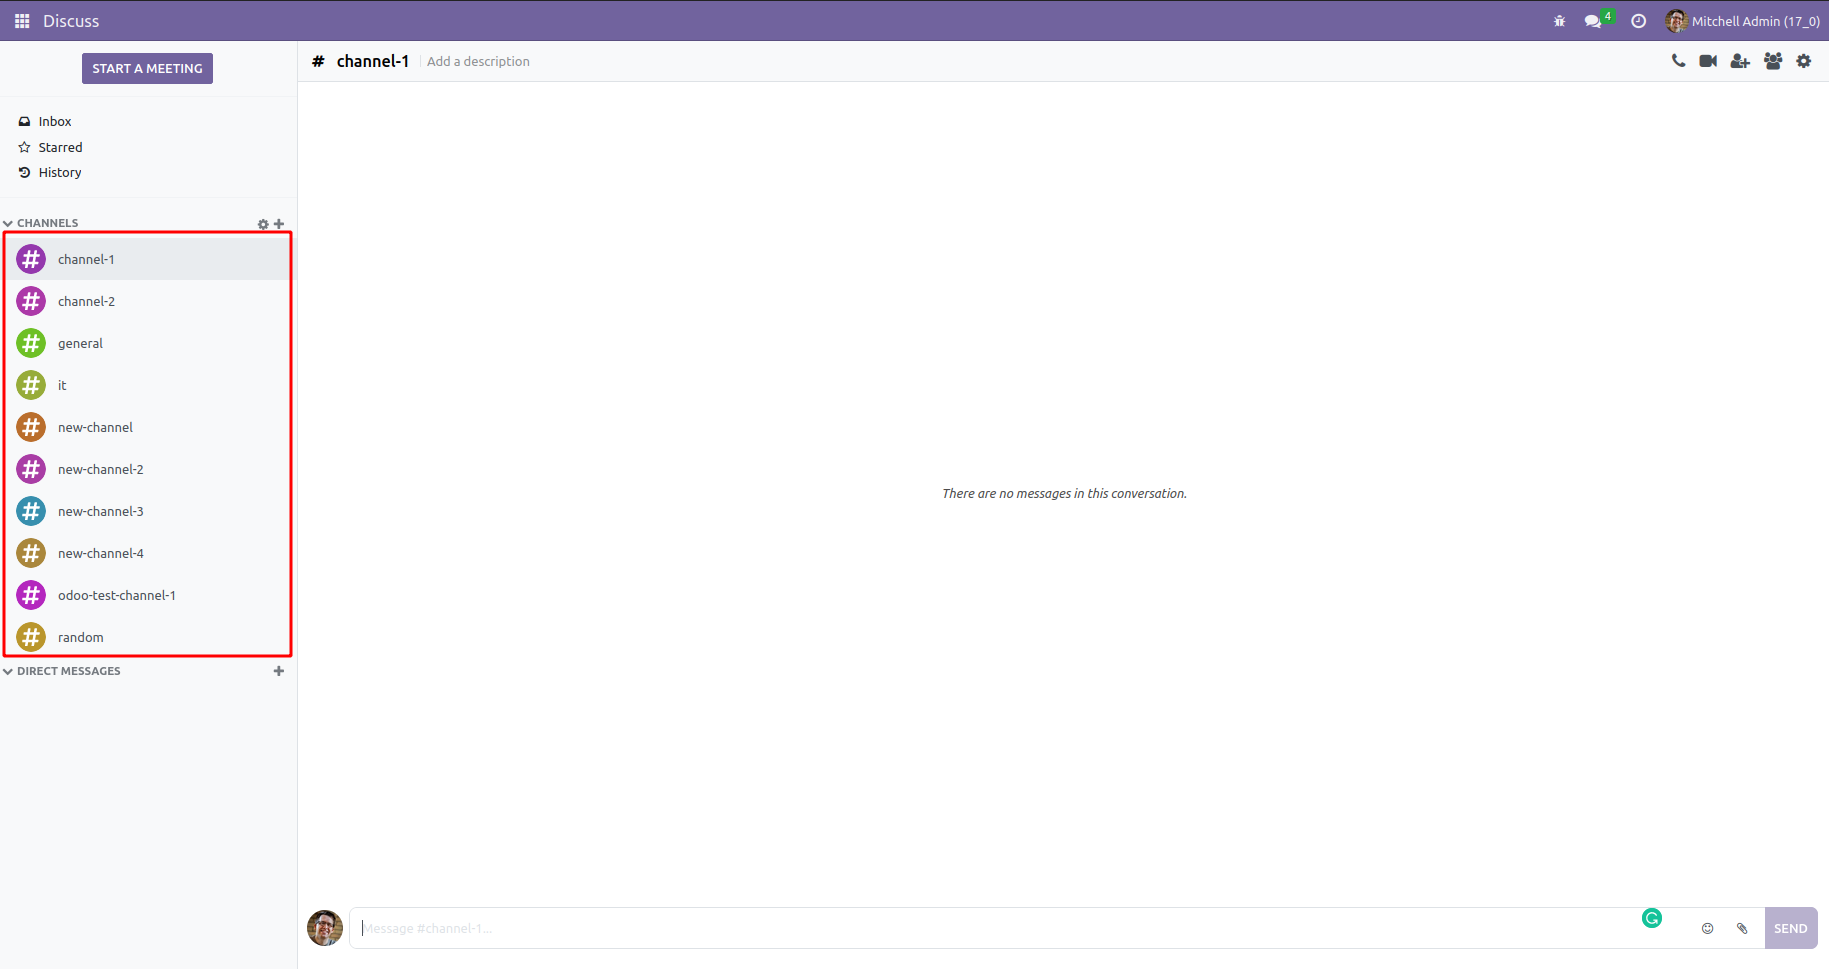 Discuss
4
Mitchell Admin (17_0)
START A MEETING
# channel-1
Add a description
Inbox
Starred
History
CHANNELS
# channel-1
# channel-2
# general
# it
# new-channel
# new-channel-2
# new-channel-3
# new-channel-4
# odoo-test-channel-1
# random
DIRECT MESSAGES
There are no messages in this conversation.
Message #channel-1...
SEND